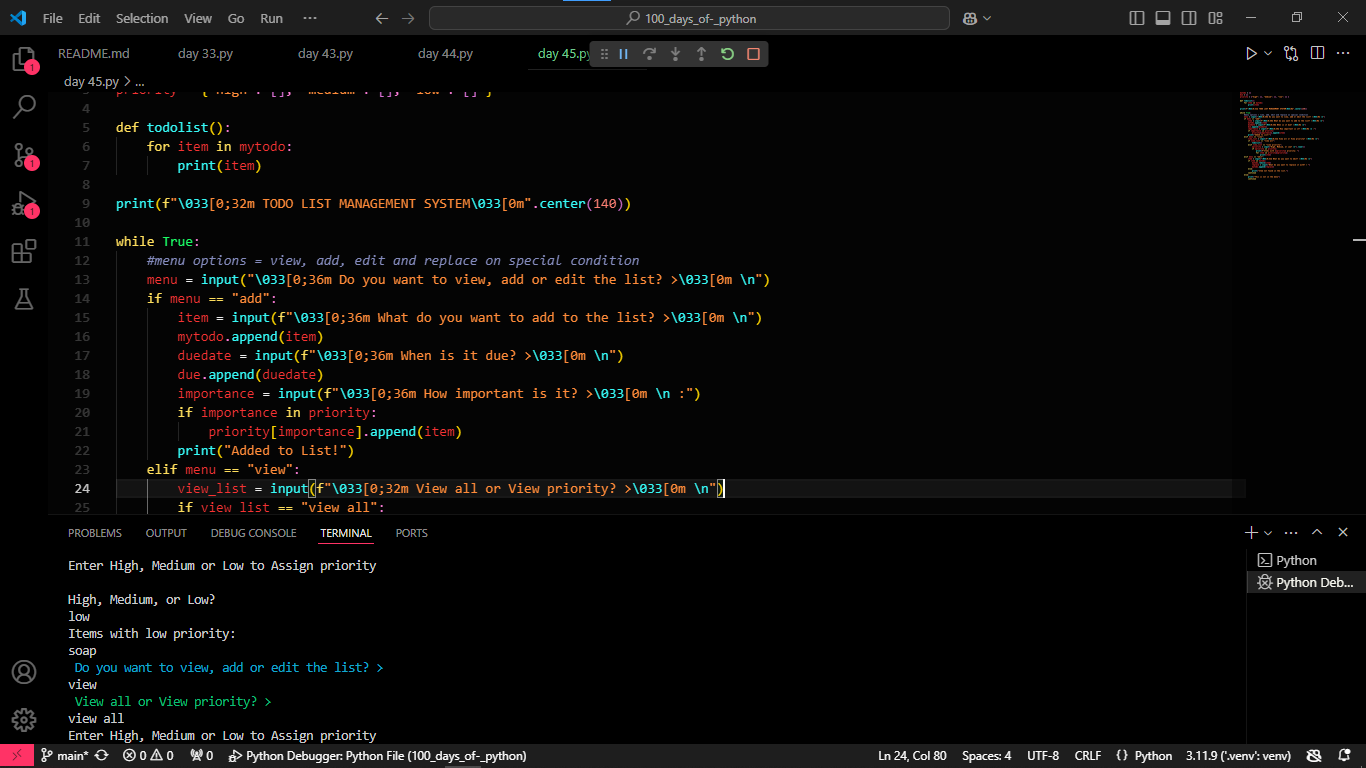 File Edit Selection View Go Run ··· 100_days_of-_python
README.md day 33.py day 43.py day 44.py day 45.py
day 45.py > ...
3 priority = {"high": [], "medium": [], "low": []}
4
5 def todolist():
6 for item in mytodo:
7 print(item)
8
9 print(f"\033[0;32m TODO LIST MANAGEMENT SYSTEM\033[0m".center(140))
10
11 while True:
12 #menu options = view, add, edit and replace on special condition
13 menu = input("\033[0;36m Do you want to view, add or edit the list? >\033[0m \n")
14 if menu == "add":
15 item = input(f"\033[0;36m What do you want to add to the list? >\033[0m \n")
16 mytodo.append(item)
17 duedate = input(f"\033[0;36m When is it due? >\033[0m \n")
18 due.append(duedate)
19 importance = input(f"\033[0;36m How important is it? >\033[0m \n :")
20 if importance in priority:
21 priority[importance].append(item)
22 print("Added to List!")
23 elif menu == "view":
24 view_list = input(f"\033[0;32m View all or View priority? >\033[0m \n")
25 if view_list == "view all":
PROBLEMS OUTPUT DEBUG CONSOLE TERMINAL PORTS
Enter High, Medium or Low to Assign priority
High, Medium, or Low?
low
Items with low priority:
soap
Do you want to view, add or edit the list? >
view
View all or View priority? >
view all
Enter High, Medium or Low to Assign priority
Python
Python Deb...
1
1
1
main* 0 0 0 Python Debugger: Python File (100_days_of-_python) Ln 24, Col 80 Spaces: 4 UTF-8 CRLF {} Python 3.11.9 ('.venv': venv)